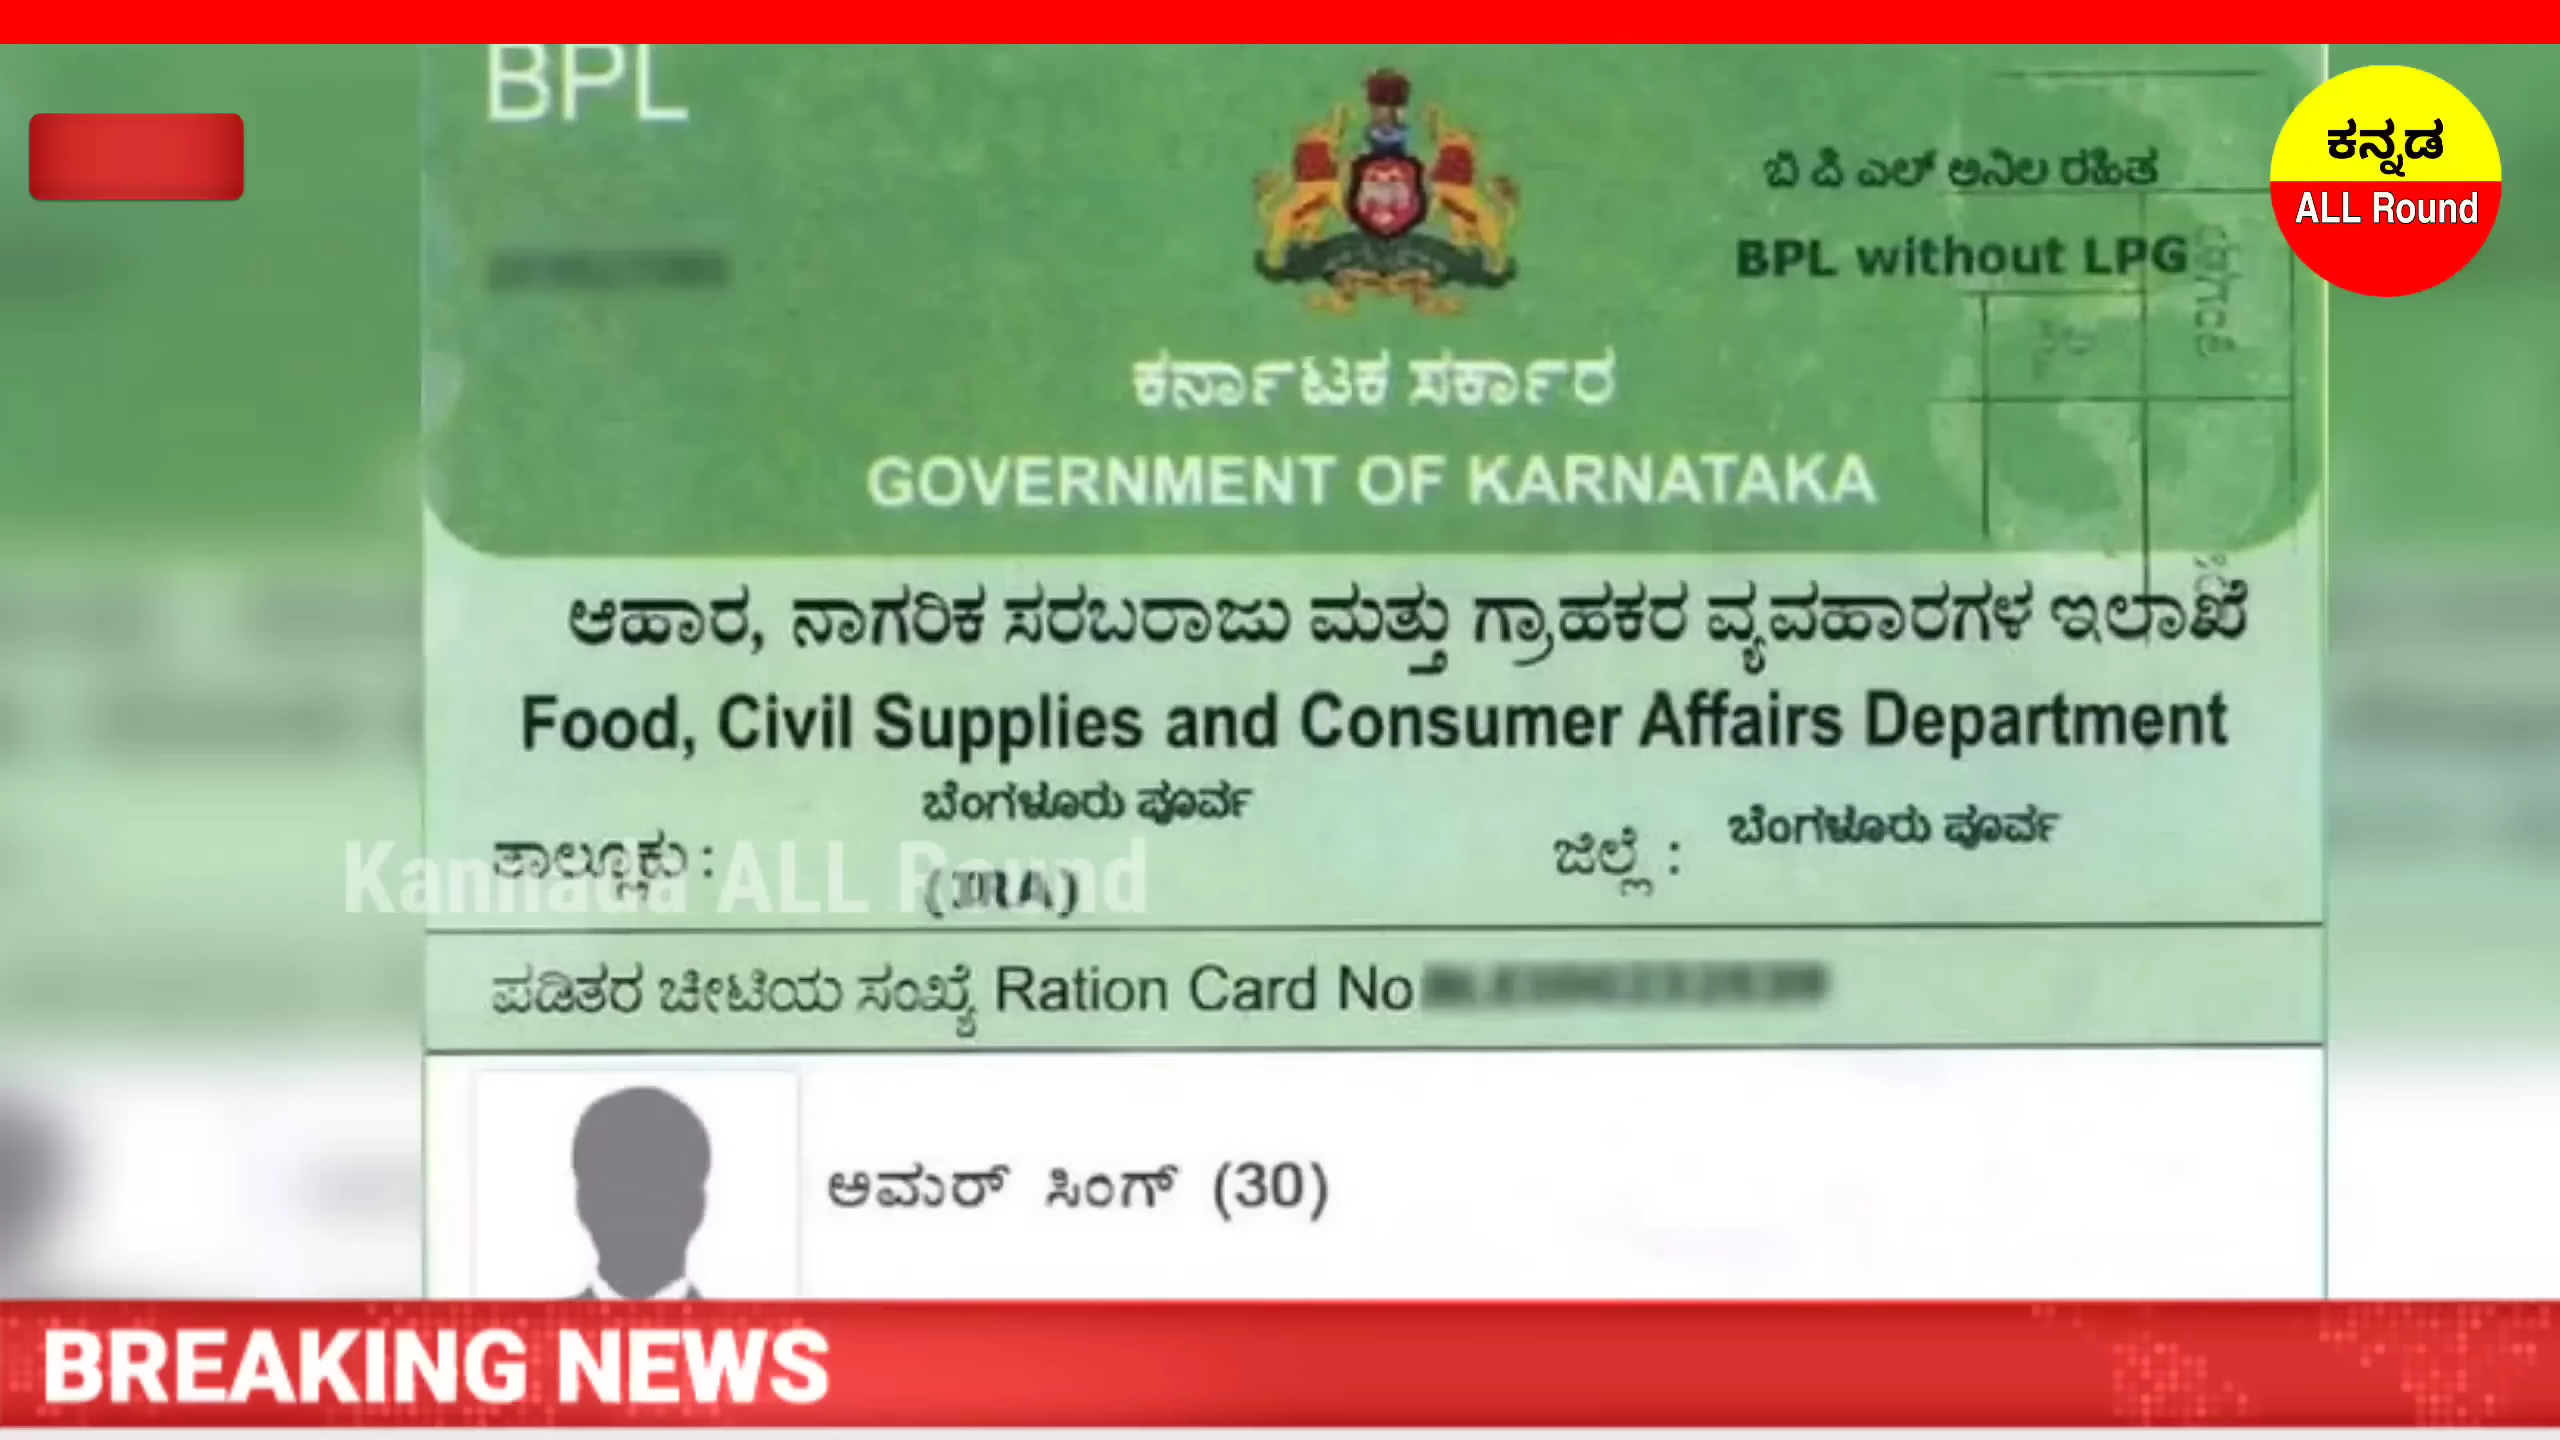 BPL
ಕನ್ನಡ
ALL Round
ಬಿ ಪಿ ಎಲ್ ಅನಿಲ ರಹಿತ
BPL without LPG
ಕರ್ನಾಟಕ ಸರ್ಕಾರ
GOVERNMENT OF KARNATAKA
ಆಹಾರ, ನಾಗರಿಕ ಸರಬರಾಜು ಮತ್ತು ಗ್ರಾಹಕರ ವ್ಯವಹಾರಗಳ ಇಲಾಖೆ
Food, Civil Supplies and Consumer Affairs Department
ತಾಲ್ಲೂಕು : ಬೆಂಗಳೂರು ಪೂರ್ವ
ಜಿಲ್ಲೆ : ಬೆಂಗಳೂರು ಪೂರ್ವ
Kannada ALL Round
ಪಡಿತರ ಚೀಟಿಯ ಸಂಖ್ಯೆ Ration Card No
ಅಮರ್ ಸಿಂಗ್ (30)
BREAKING NEWS